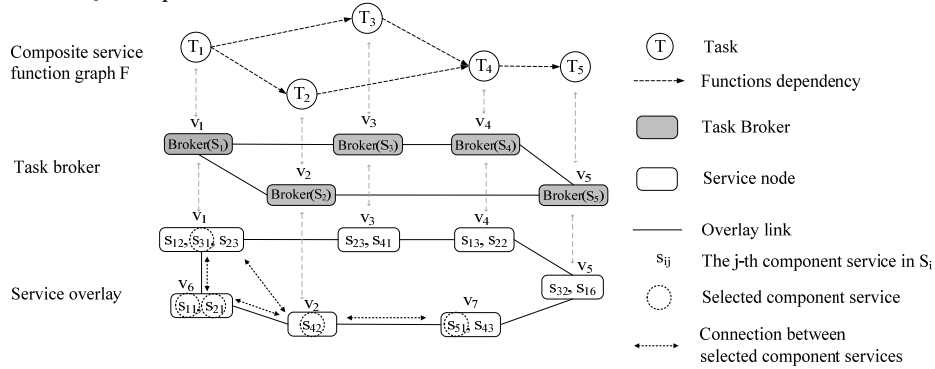 T3
Composite service
function graph F
T1
T4
T5
T2
v1
v3
v4
Broker(S1)
Broker(S3)
Broker(S4)
Task broker
v2
v5
Broker(S2)
Broker(S5)
v1
v3
v4
s12, s31, s23
s23, s41
s13, s22
v5
s32, s16
Service overlay
v6
s11, s21
v2
s42
v7
s51, s43
T
Task
Functions dependency
Task Broker
Service node
Overlay link
sij
The j-th component service in Si
Selected component service
Connection between
selected component services